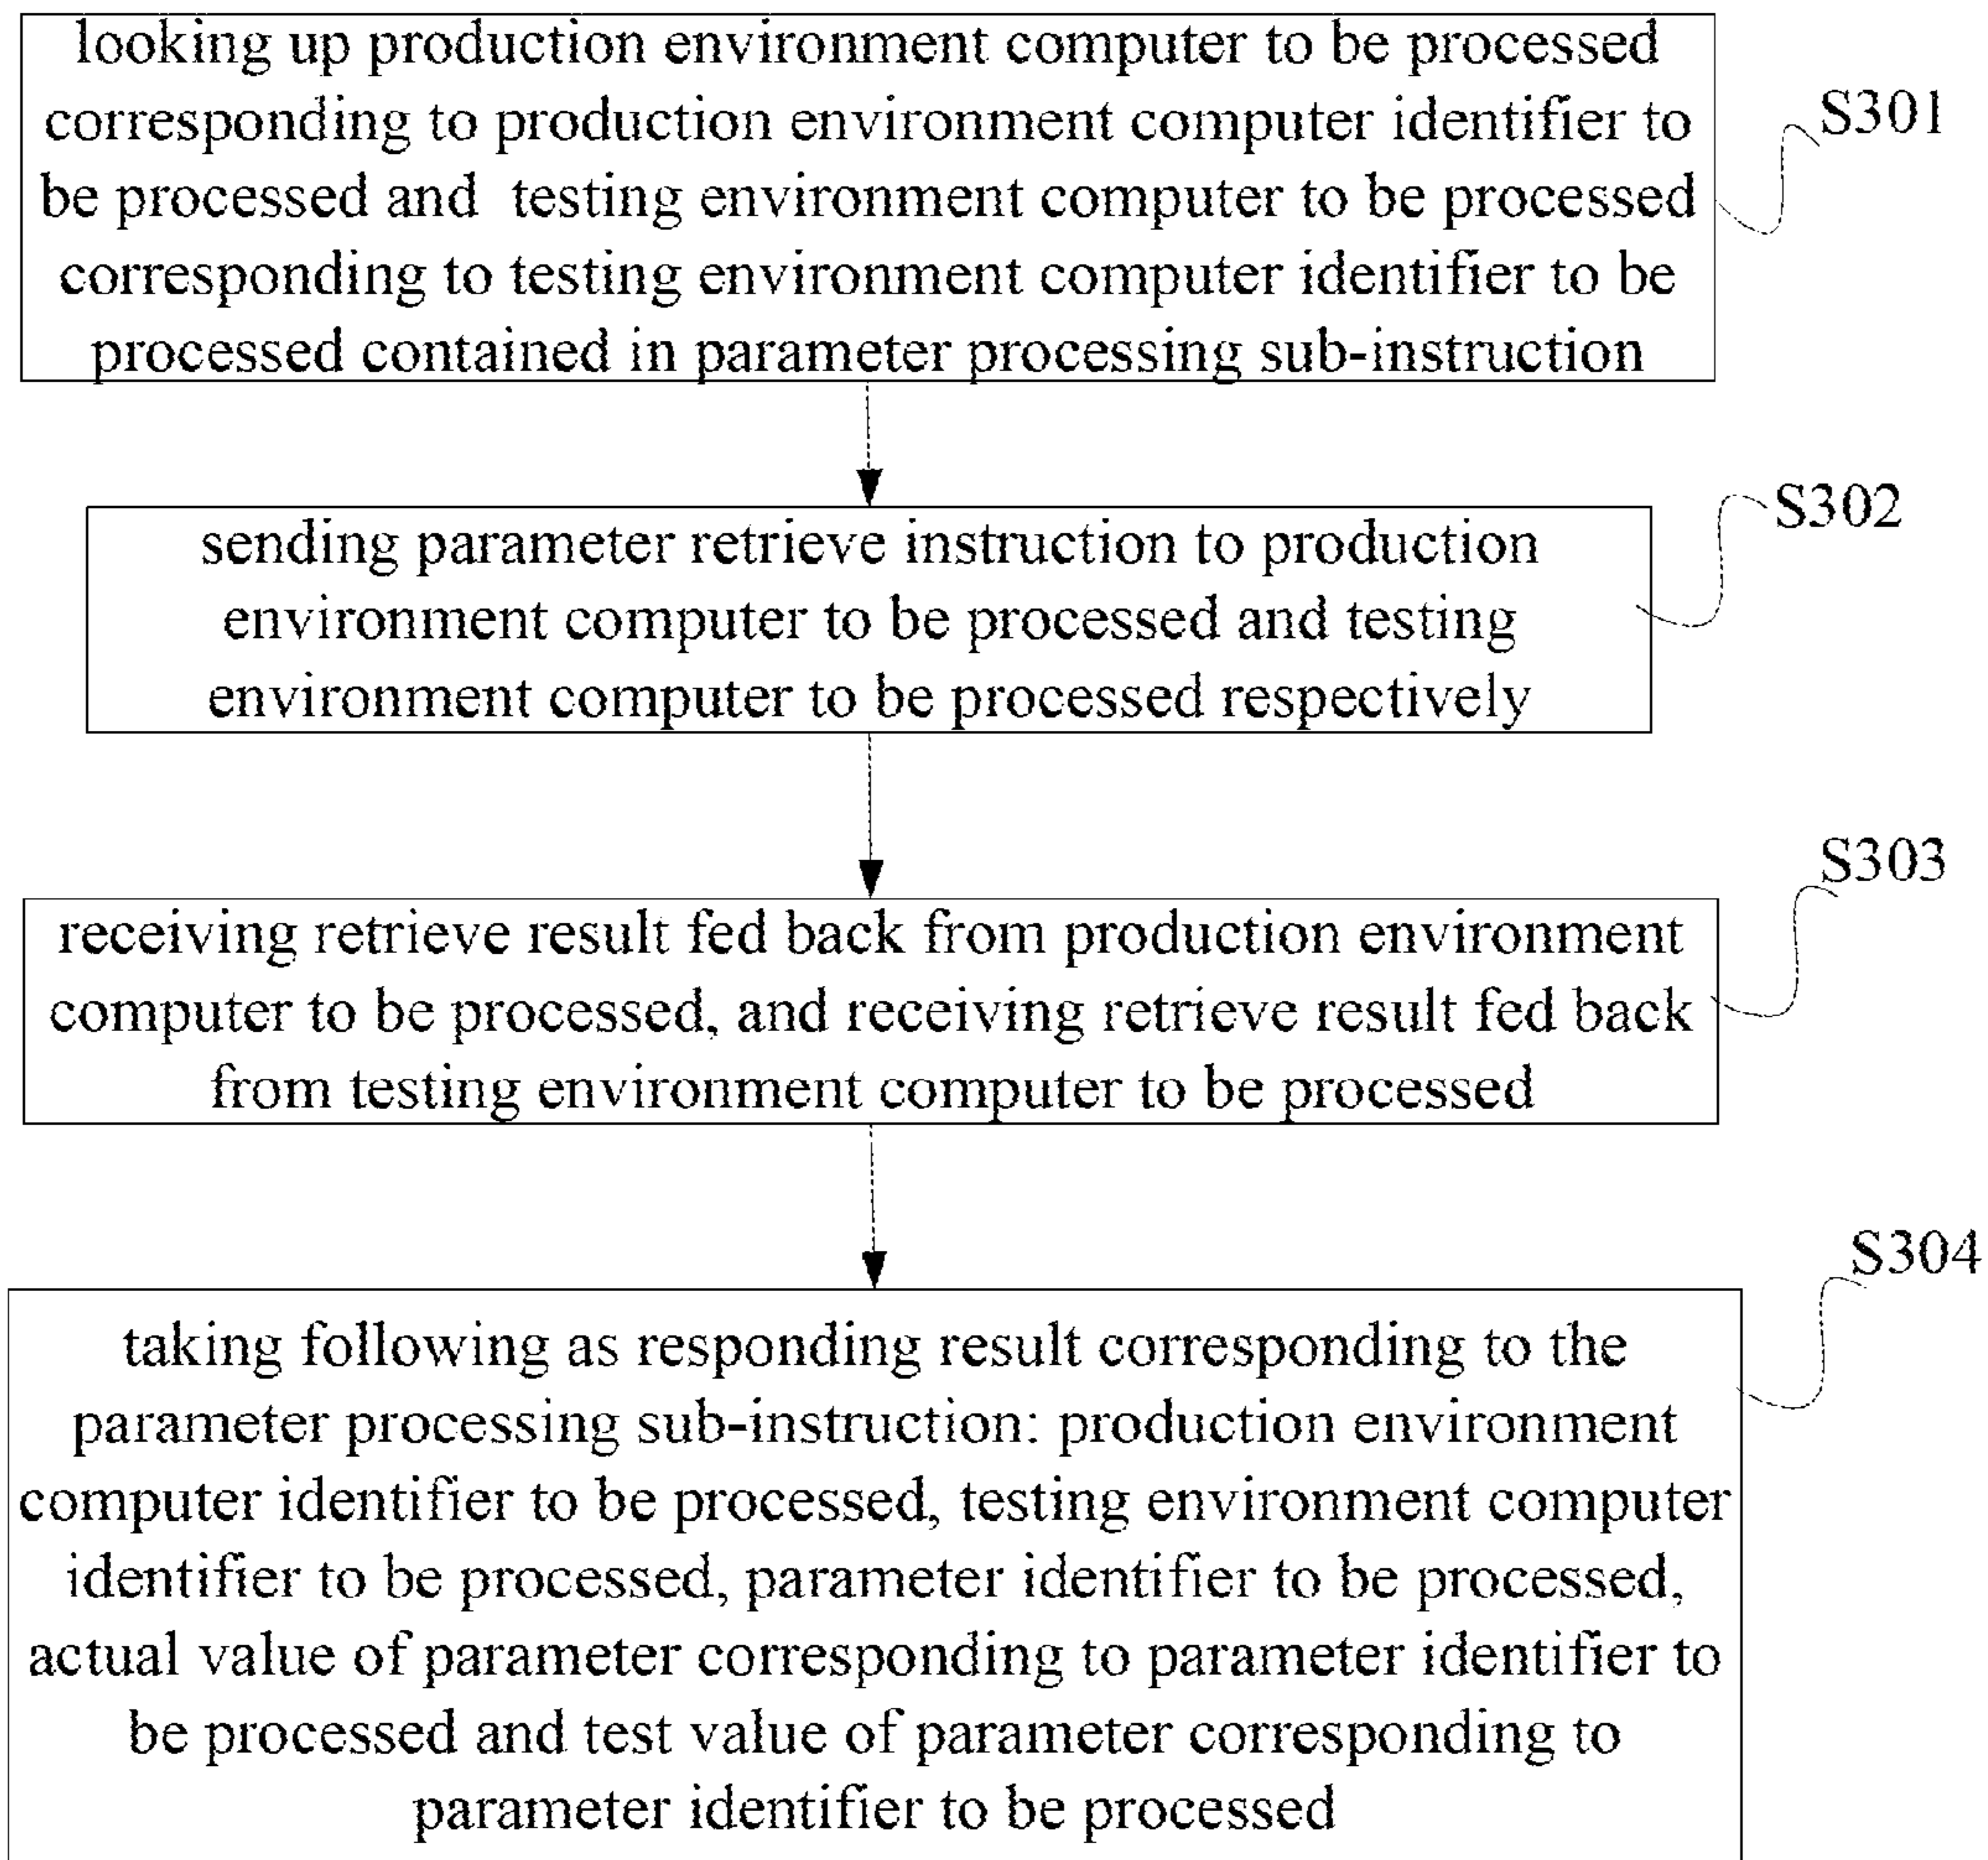 looking up production environment computer to be processed
corresponding to production environment computer identifier to
be processed and testing environment computer to be processed
corresponding to testing environment computer identifier to be
processed contained in parameter processing sub-instruction
S301
sending parameter retrieve instruction to production
environment computer to be processed and testing
environment computer to be processed respectively
S302
receiving retrieve result fed back from production environment
computer to be processed, and receiving retrieve result fed back
from testing environment computer to be processed
S303
taking following as responding result corresponding to the
parameter processing sub-instruction: production environment
computer identifier to be processed, testing environment computer
identifier to be processed, parameter identifier to be processed,
actual value of parameter corresponding to parameter identifier to
be processed and test value of parameter corresponding to
parameter identifier to be processed
S304